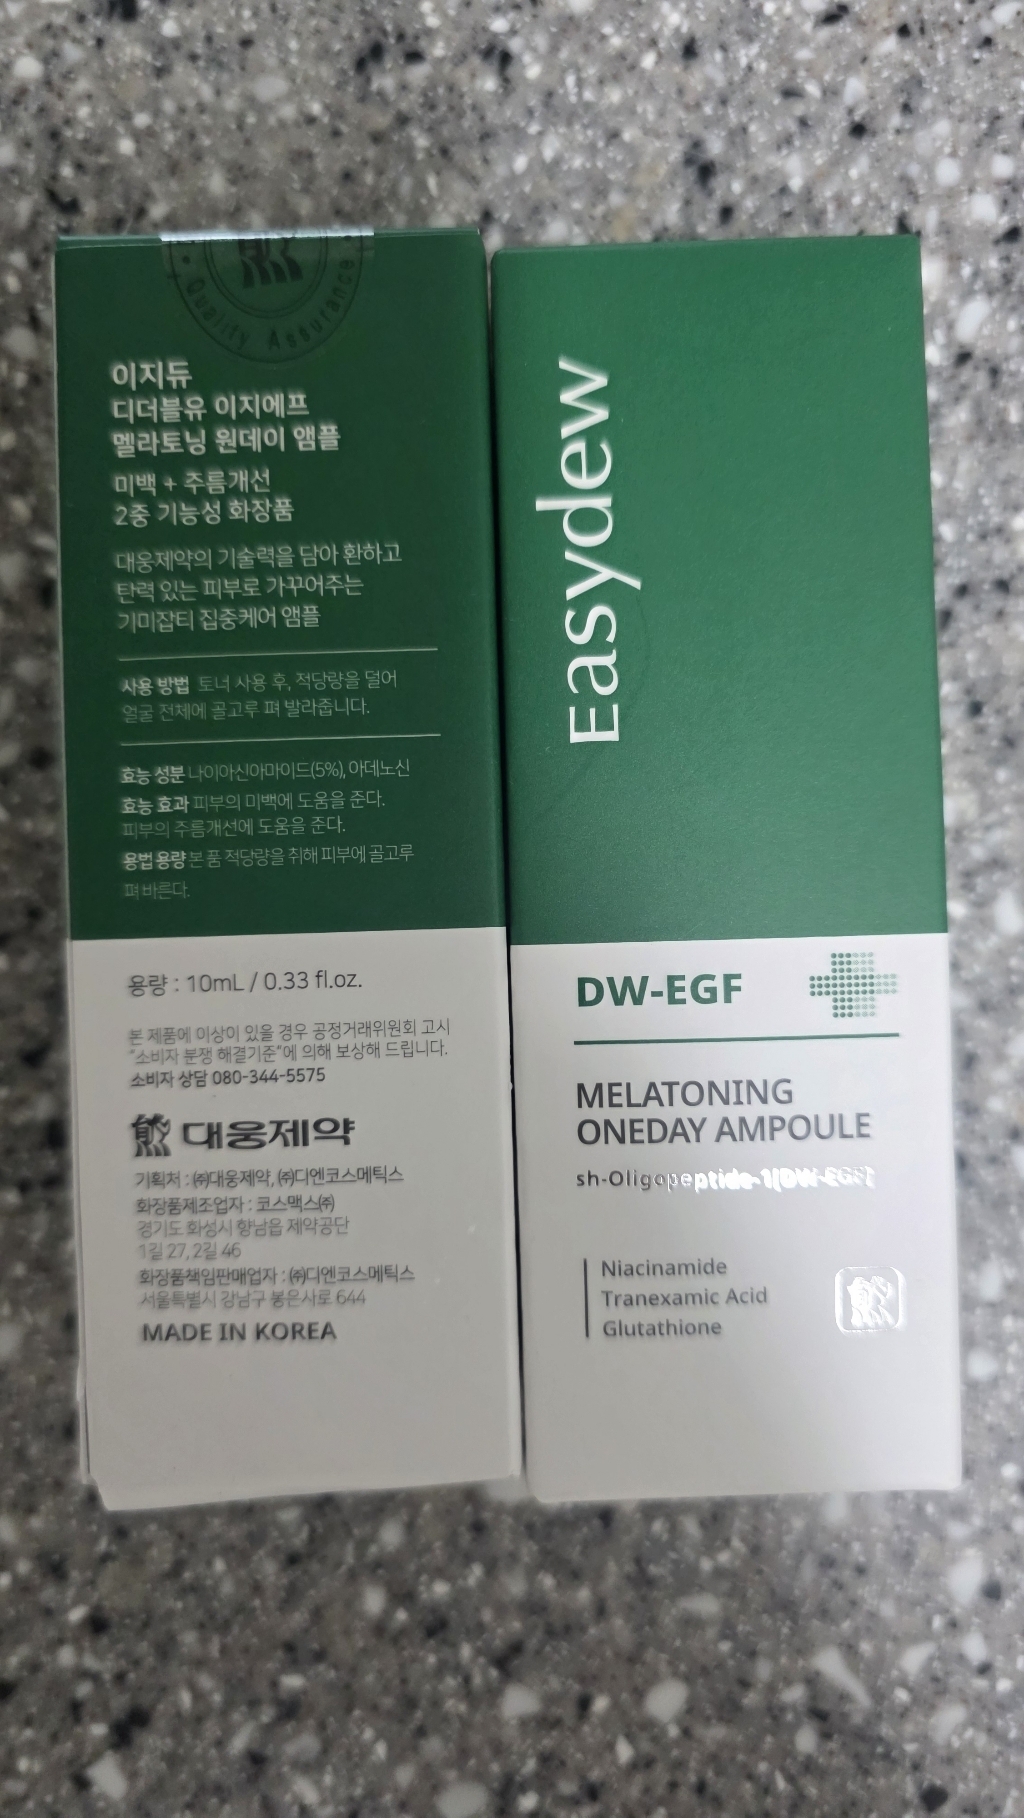 Quality Assurance
이지듀
디더블유 이지에프
멜라토닝 원데이 앰플
미백 + 주름개선
2중 기능성 화장품
대웅제약의 기술력을 담아 환하고
탄력 있는 피부로 가꾸어주는
기미잡티 집중케어 앰플
사용 방법 토너 사용 후, 적당량을 덜어
얼굴 전체에 골고루 펴 발라줍니다.
효능 성분 나이아신아마이드(5%), 아데노신
효능 효과 피부의 미백에 도움을 준다.
피부의 주름개선에 도움을 준다.
용법 용량 본 품 적당량을 취해 피부에 골고루
펴 바른다.
용량 : 10mL / 0.33 fl.oz.
본 제품에 이상이 있을 경우 공정거래위원회 고시
"소비자 분쟁 해결기준"에 의해 보상해 드립니다.
소비자 상담 080-344-5575
대웅제약
기획처 : ㈜대웅제약, ㈜디엔코스메틱스
화장품제조업자 : 코스맥스㈜
경기도 화성시 향남읍 제약공단
1길 27, 2길 46
화장품책임판매업자 : ㈜디엔코스메틱스
서울특별시 강남구 봉은사로 644
MADE IN KOREA
Easydew
DW-EGF
MELATONING
ONEDAY AMPOULE
sh-Oligopeptide-1(DW-EGF)
Niacinamide
Tranexamic Acid
Glutathione